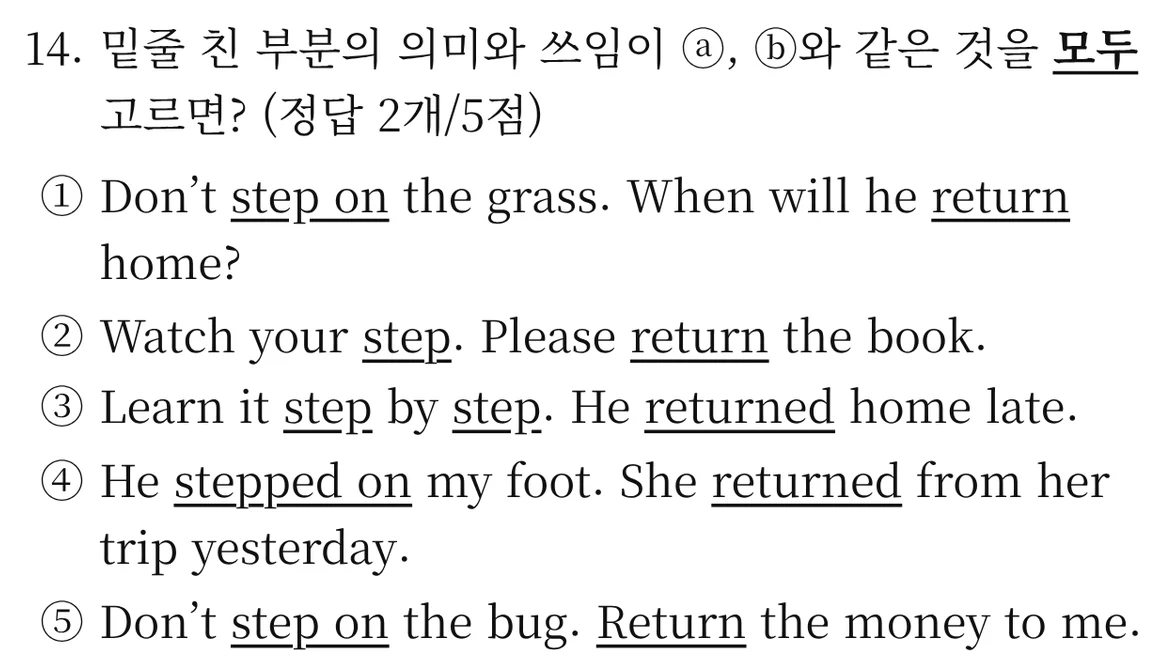 14. 밑줄 친 부분의 의미와 쓰임이 ⓐ, ⓑ와 같은 것을 모두
고르면? (정답 2개/5점)
① Don’t step on the grass. When will he return
home?
② Watch your step. Please return the book.
③ Learn it step by step. He returned home late.
④ He stepped on my foot. She returned from her
trip yesterday.
⑤ Don’t step on the bug. Return the money to me.